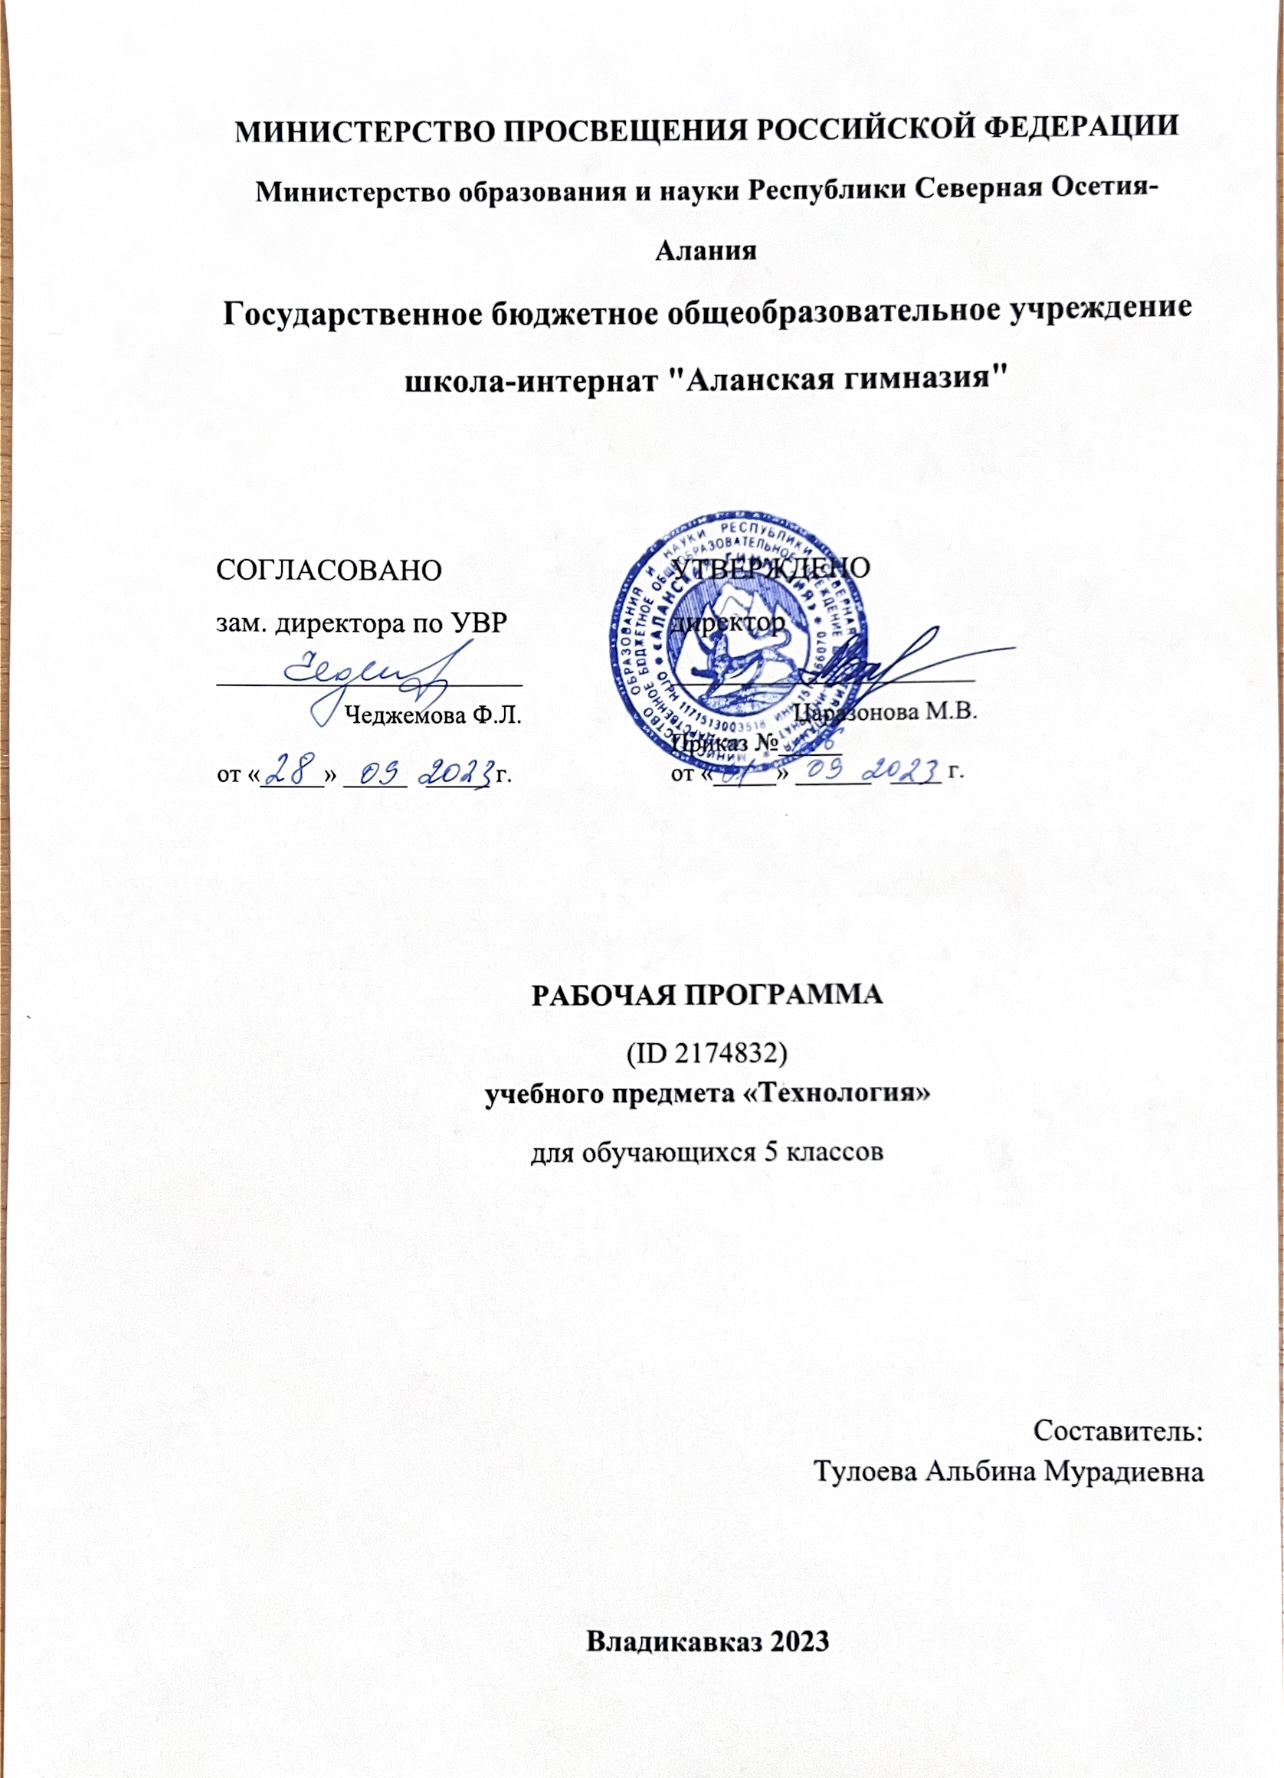 МИНИСТЕРСТВО ПРОСВЕЩЕНИЯ РОССИЙСКОЙ ФЕДЕРАЦИИ
Министерство образования и науки Республики Северная Осетия-
Алания
Государственное бюджетное общеобразовательное учреждение
школа-интернат "Аланская гимназия"
СОГЛАСОВАНО
зам. директора по УВР
Чеджемова Ф.Л.
от «28» 09 2023 г.
УТВЕРЖДЕНО
директор
Царазонова М.В.
Приказ №
от «01» 09 2023 г.
РАБОЧАЯ ПРОГРАММА
(ID 2174832)
учебного предмета «Технология»
для обучающихся 5 классов
Составитель:
Тулоева Альбина Мурадиевна
Владикавказ 2023